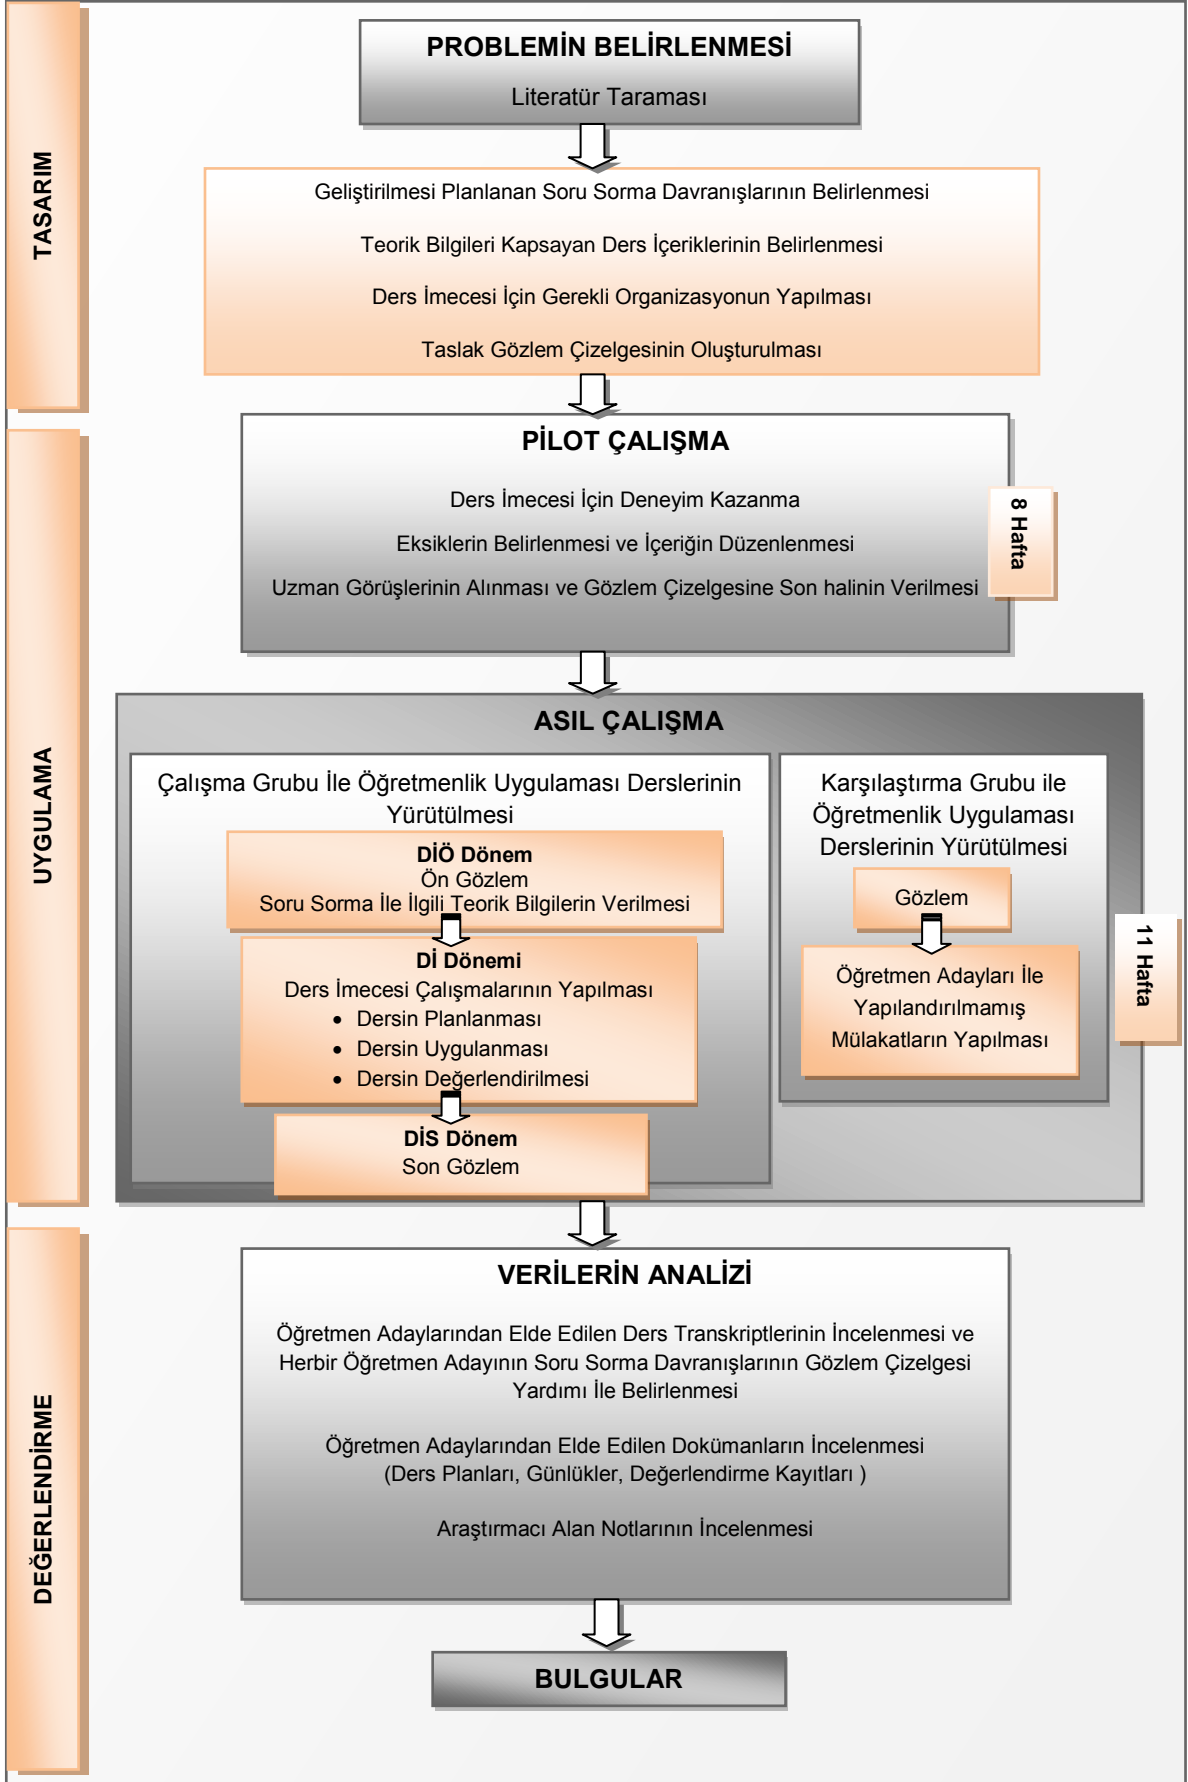 TASARIM
PROBLEMİN BELİRLENMESİ
Literatür Taraması
Geliştirilmesi Planlanan Soru Sorma Davranışlarının Belirlenmesi
Teorik Bilgileri Kapsayan Ders İçeriklerinin Belirlenmesi
Ders İmecesi İçin Gerekli Organizasyonun Yapılması
Taslak Gözlem Çizelgesinin Oluşturulması
UYGULAMA
PİLOT ÇALIŞMA
Ders İmecesi İçin Deneyim Kazanma
Eksiklerin Belirlenmesi ve İçeriğin Düzenlenmesi
Uzman Görüşlerinin Alınması ve Gözlem Çizelgesine Son halinin Verilmesi
8 Hafta
ASIL ÇALIŞMA
Çalışma Grubu İle Öğretmenlik Uygulaması Derslerinin
Yürütülmesi
DİÖ Dönem
Ön Gözlem
Soru Sorma İle İlgili Teorik Bilgilerin Verilmesi
Dİ Dönemi
Ders İmecesi Çalışmalarının Yapılması
• Dersin Planlanması
• Dersin Uygulanması
• Dersin Değerlendirilmesi
DİS Dönem
Son Gözlem
Karşılaştırma Grubu ile
Öğretmenlik Uygulaması
Derslerinin Yürütülmesi
Gözlem
Öğretmen Adayları İle
Yapılandırılmamış
Mülakatların Yapılması
11 Hafta
DEĞERLENDİRME
VERİLERİN ANALİZİ
Öğretmen Adaylarından Elde Edilen Ders Transkriptlerinin İncelenmesi ve
Herbir Öğretmen Adayının Soru Sorma Davranışlarının Gözlem Çizelgesi
Yardımı İle Belirlenmesi
Öğretmen Adaylarından Elde Edilen Dokümanların İncelenmesi
(Ders Planları, Günlükler, Değerlendirme Kayıtları )
Araştırmacı Alan Notlarının İncelenmesi
BULGULAR